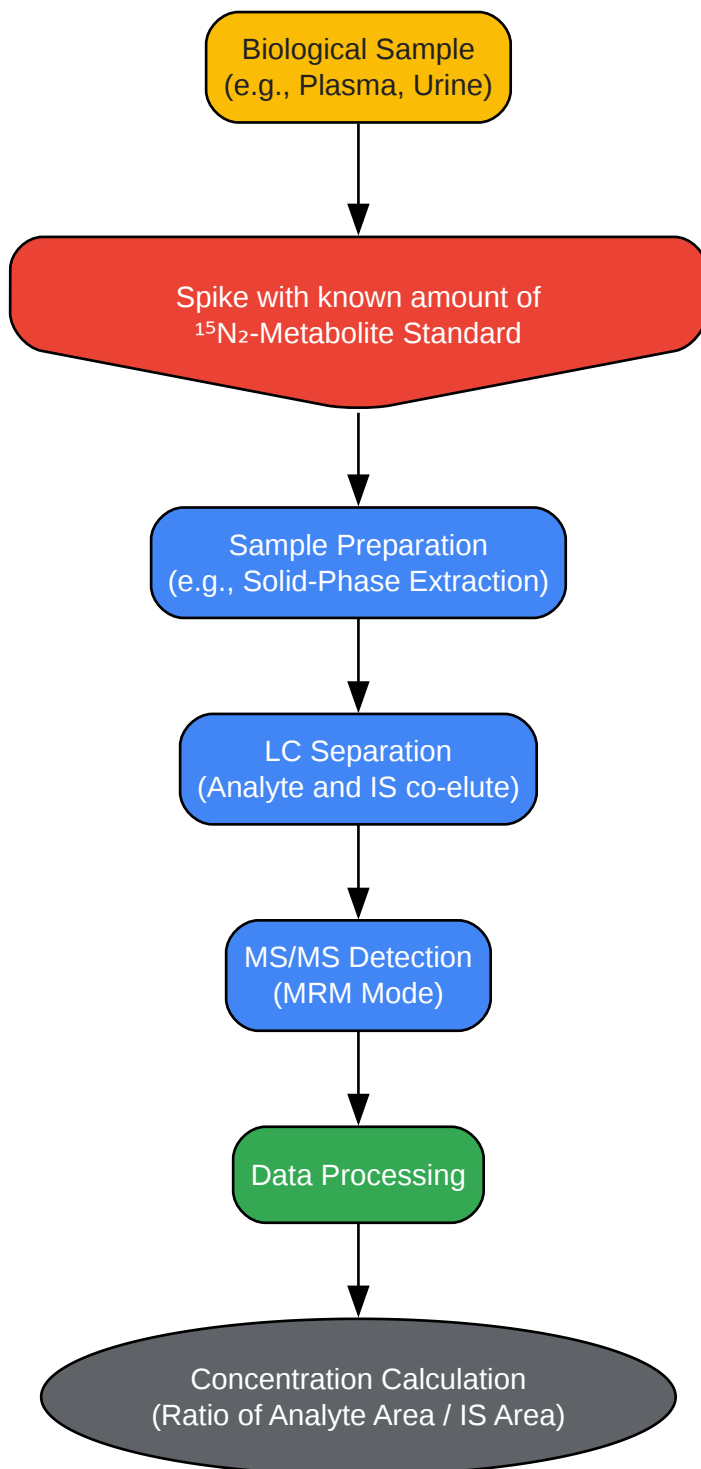 Biological Sample
(e.g., Plasma, Urine)
Spike with known amount of
¹⁵N₂-Metabolite Standard
Sample Preparation
(e.g., Solid-Phase Extraction)
LC Separation
(Analyte and IS co-elute)
MS/MS Detection
(MRM Mode)
Data Processing
Concentration Calculation
(Ratio of Analyte Area / IS Area)